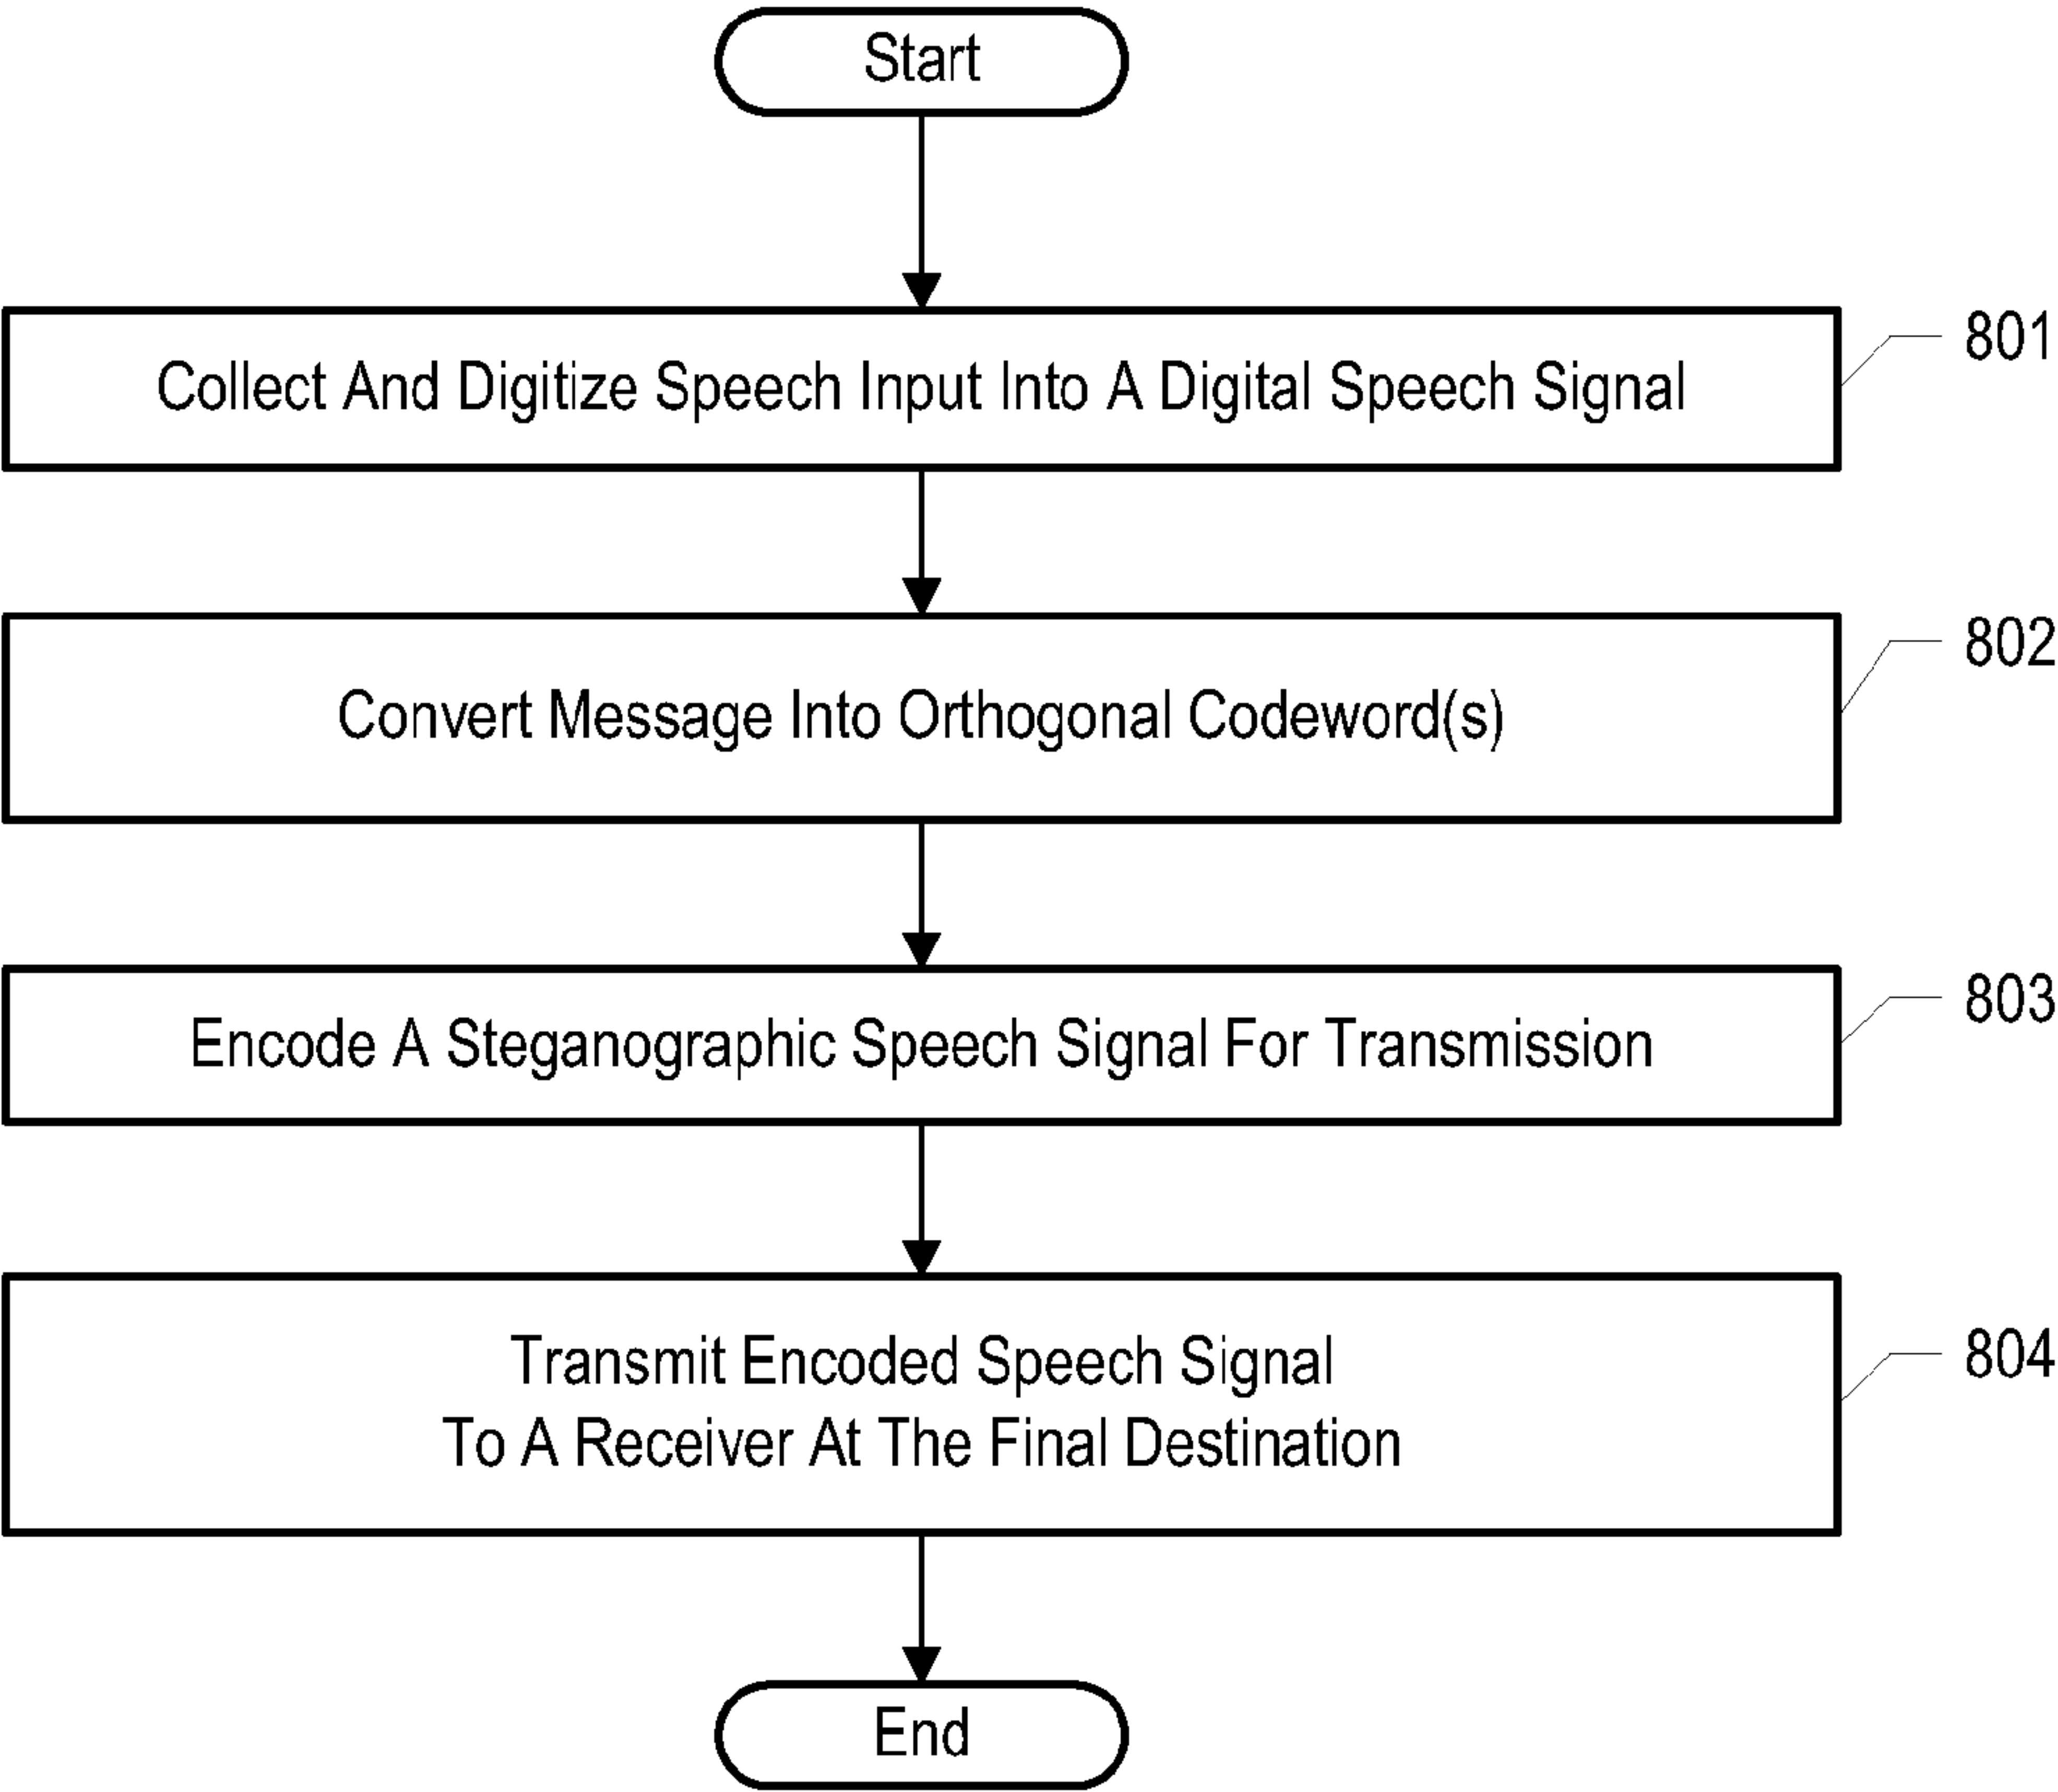 Start
Collect And Digitize Speech Input Into A Digital Speech Signal
801
Convert Message Into Orthogonal Codeword(s)
802
Encode A Steganographic Speech Signal For Transmission
803
Transmit Encoded Speech Signal
To A Receiver At The Final Destination
804
End